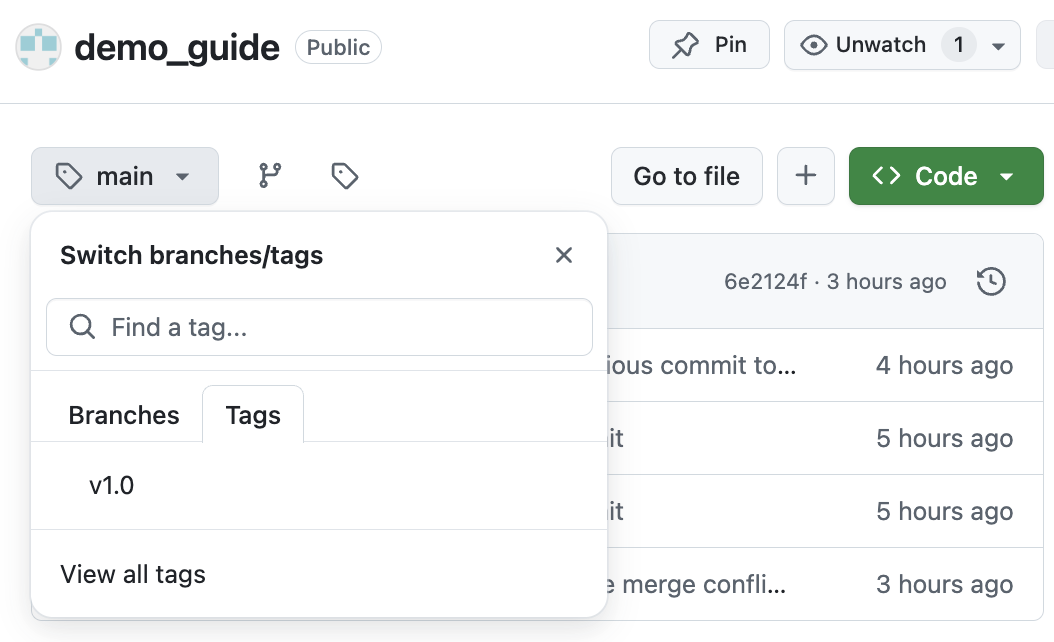 demo_guide Public Pin Unwatch 1
main Go to file + Code
Switch branches/tags
6e2124f · 3 hours ago
Find a tag...
ious commit to... 4 hours ago
Branches Tags
it 5 hours ago
v1.0
it 5 hours ago
View all tags
e merge confli... 3 hours ago